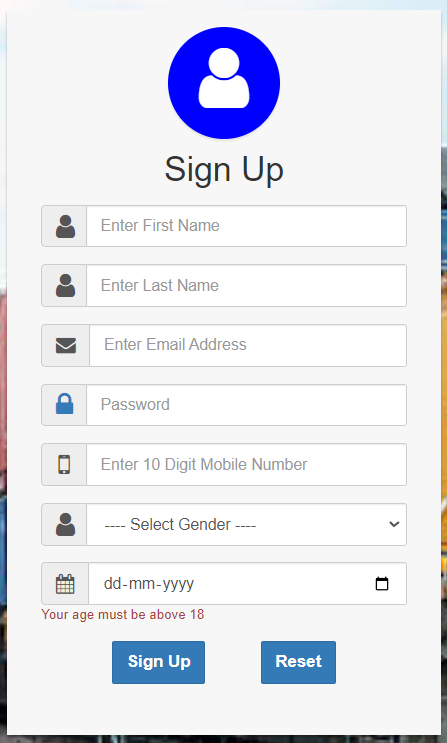 Sign Up
Enter First Name
Enter Last Name
Enter Email Address
Password
Enter 10 Digit Mobile Number
---- Select Gender ----
dd-mm-yyyy
Your age must be above 18
Sign Up Reset